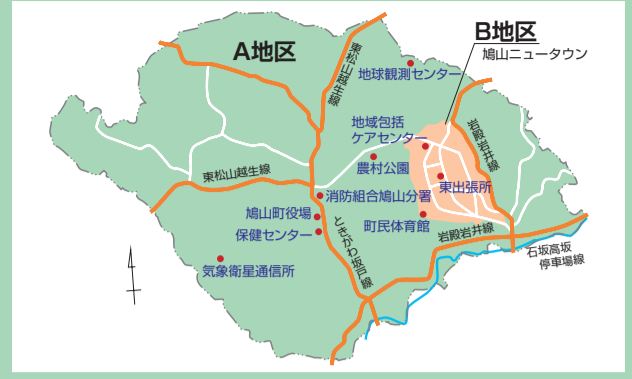 A地区
B地区
鳩山ニュータウン
東松山越生線
地球観測センター
地域包括
ケアセンター
岩殿岩井線
農村公園
東出張所
東松山越生線
消防組合鳩山分署
鳩山町役場
保健センター
ときがわ坂戸線
町民体育館
岩殿岩井線
石坂高坂
停車場線
気象衛星通信所